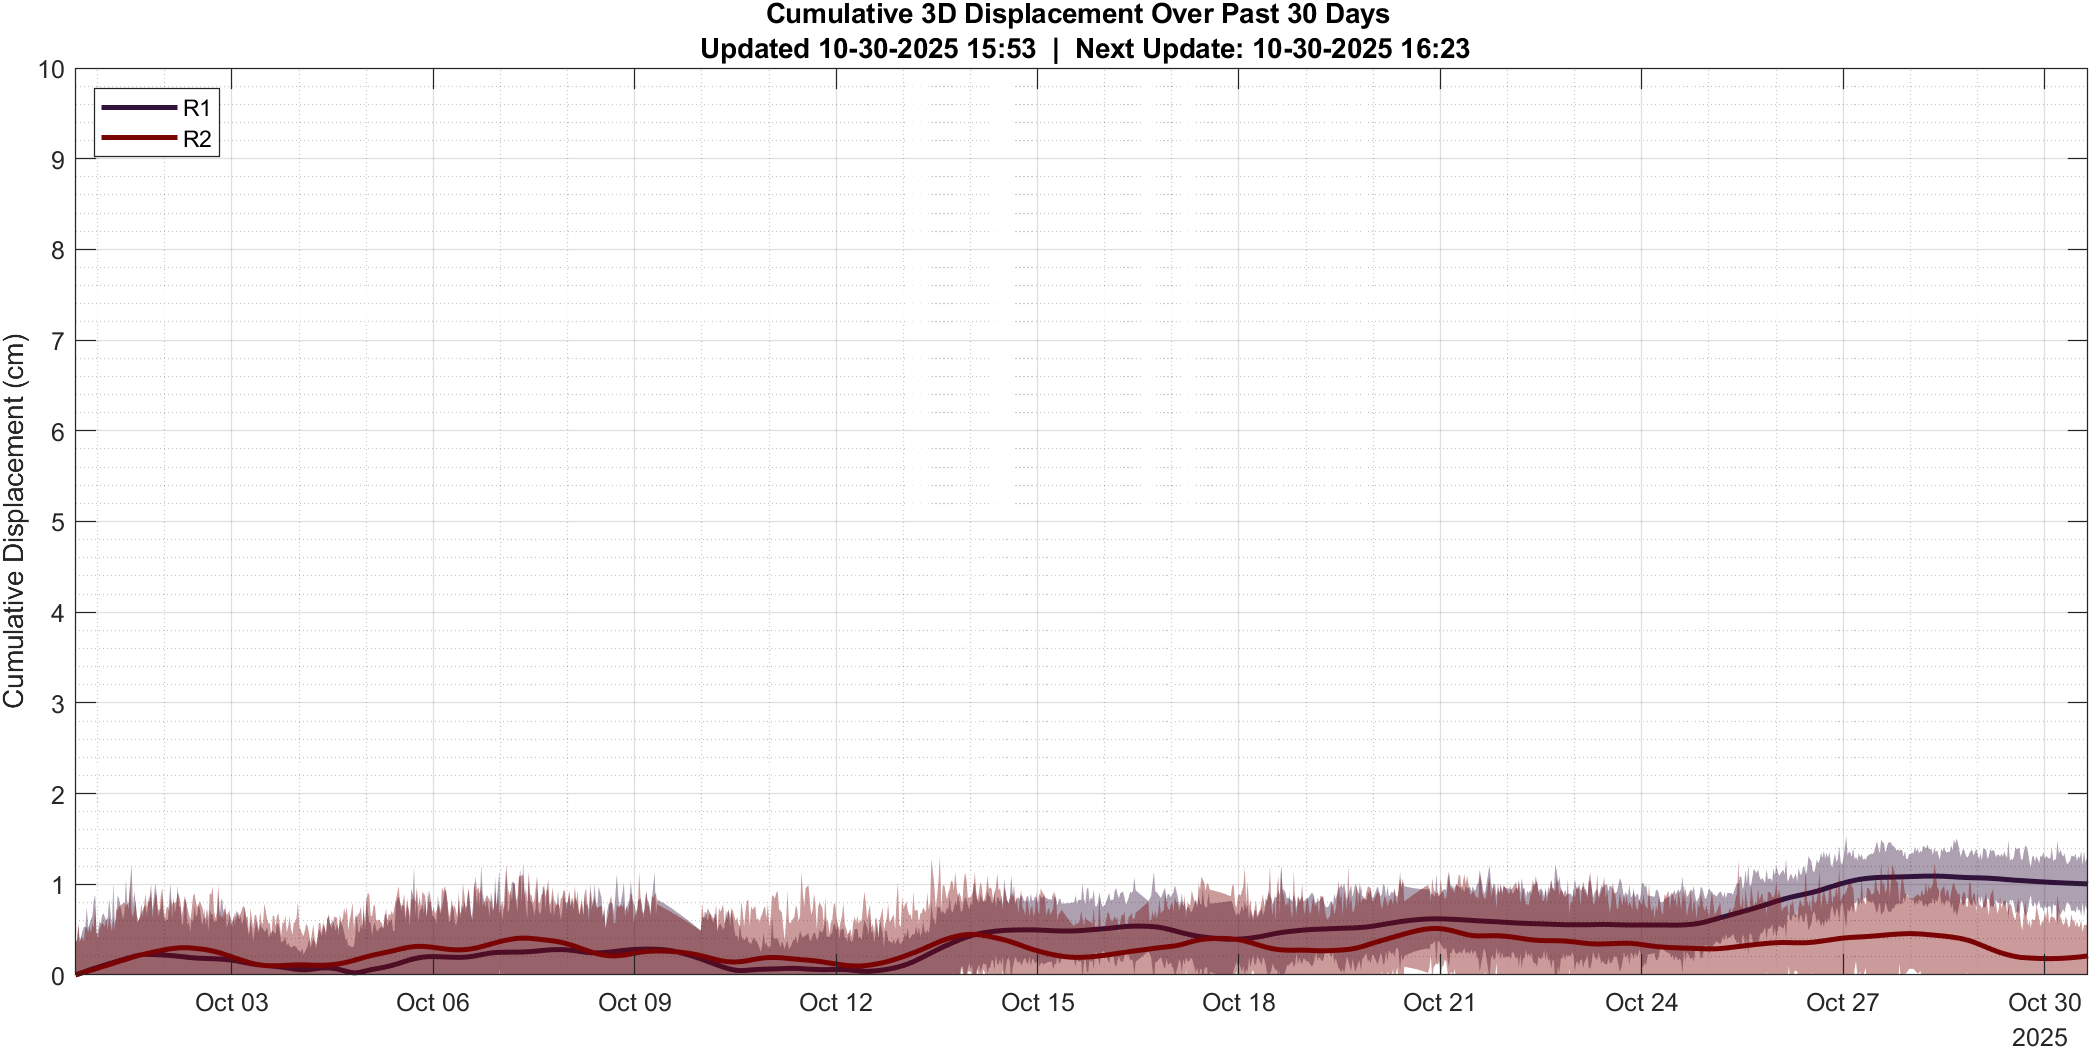 Cumulative 3D Displacement Over Past 30 Days
Updated 10-30-2025 15:53 | Next Update: 10-30-2025 16:23
R1
R2
Cumulative Displacement (cm)
10
9
8
7
6
5
4
3
2
1
0
Oct 03 Oct 06 Oct 09 Oct 12 Oct 15 Oct 18 Oct 21 Oct 24 Oct 27 Oct 30
2025